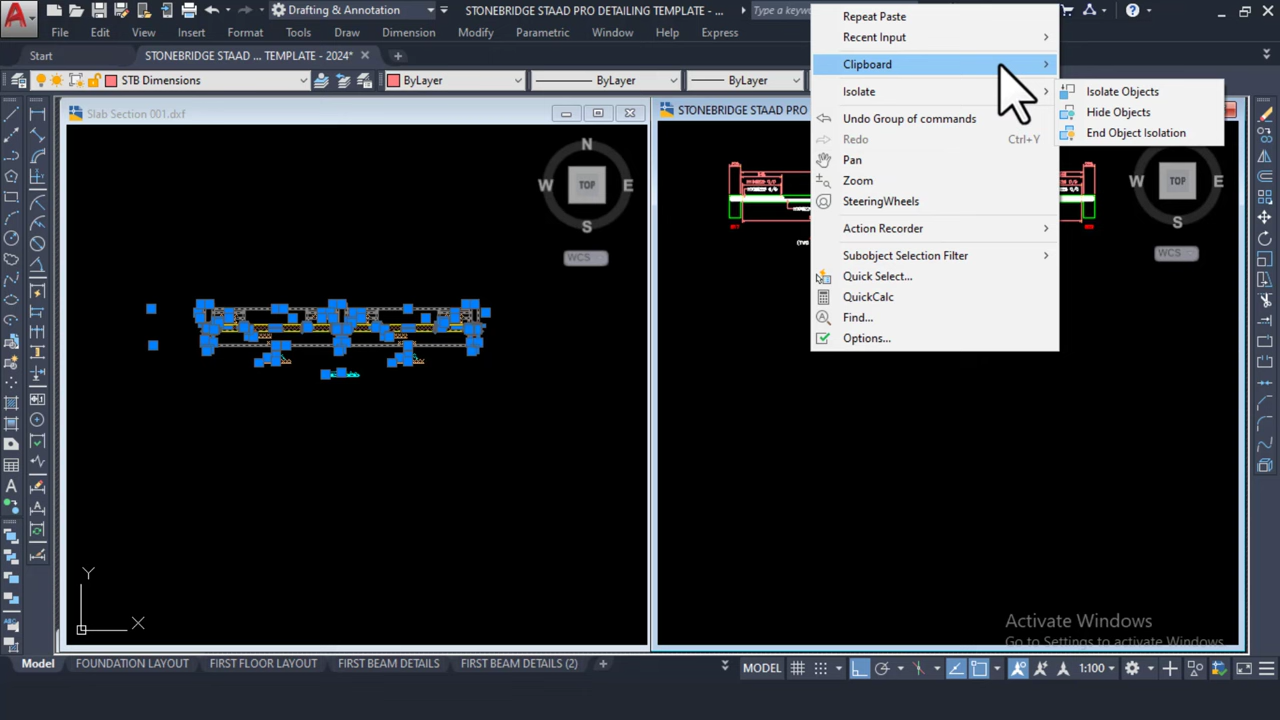 Drafting & Annotation
STONEBRIDGE STAAD PRO DETAILING TEMPLATE - ...
Type a keyw
File
Edit
View
Insert
Format
Tools
Draw
Dimension
Modify
Parametric
Window
Help
Express
Start
STONEBRIDGE STAAD ... TEMPLATE - 2024*
STB Dimensions
ByLayer
ByLayer
ByLayer
Slab Section 001.dxf
STONEBRIDGE STAAD PRO
Repeat Paste
Recent Input
Clipboard
Isolate
Undo Group of commands
Redo
Ctrl+Y
Pan
Zoom
SteeringWheels
Action Recorder
Subobject Selection Filter
Quick Select...
QuickCalc
Find...
Options...
Isolate Objects
Hide Objects
End Object Isolation
N
W
TOP
E
S
WCS
N
W
TOP
E
S
WCS
Y
X
Activate Windows
Go to Settings to activate Windows.
Model
FOUNDATION LAYOUT
FIRST FLOOR LAYOUT
FIRST BEAM DETAILS
FIRST BEAM DETAILS (2)
MODEL
1:100